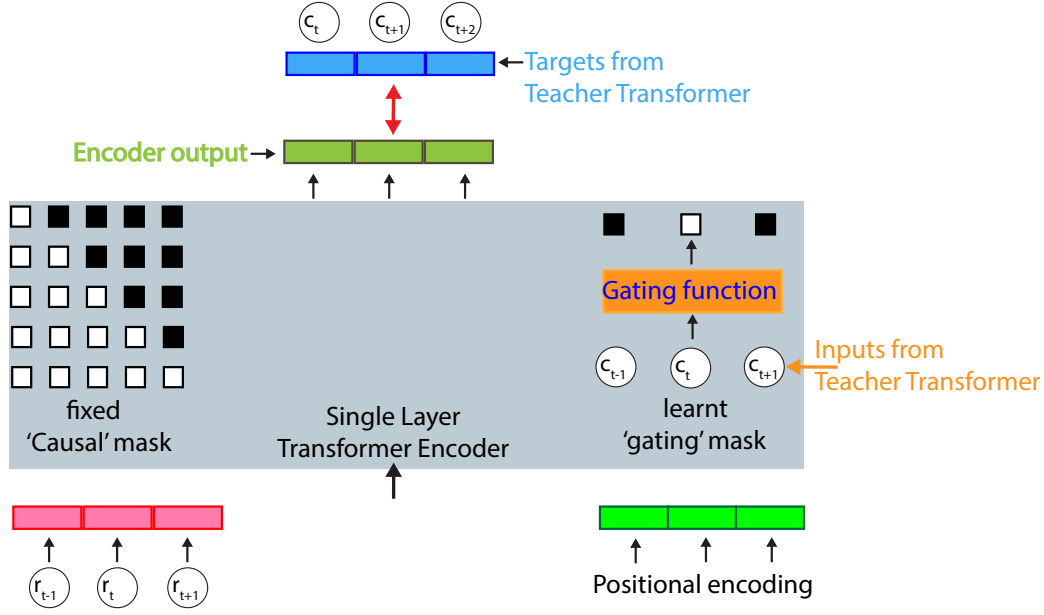 c_t c_{t+1} c_{t+2}
Targets from
Teacher Transformer
Encoder output
Gating function
c_{t-1} c_t c_{t+1}
Inputs from
Teacher Transformer
fixed
‘Causal’ mask
Single Layer
Transformer Encoder
learnt
‘gating’ mask
r_{t-1} r_t r_{t+1}
Positional encoding